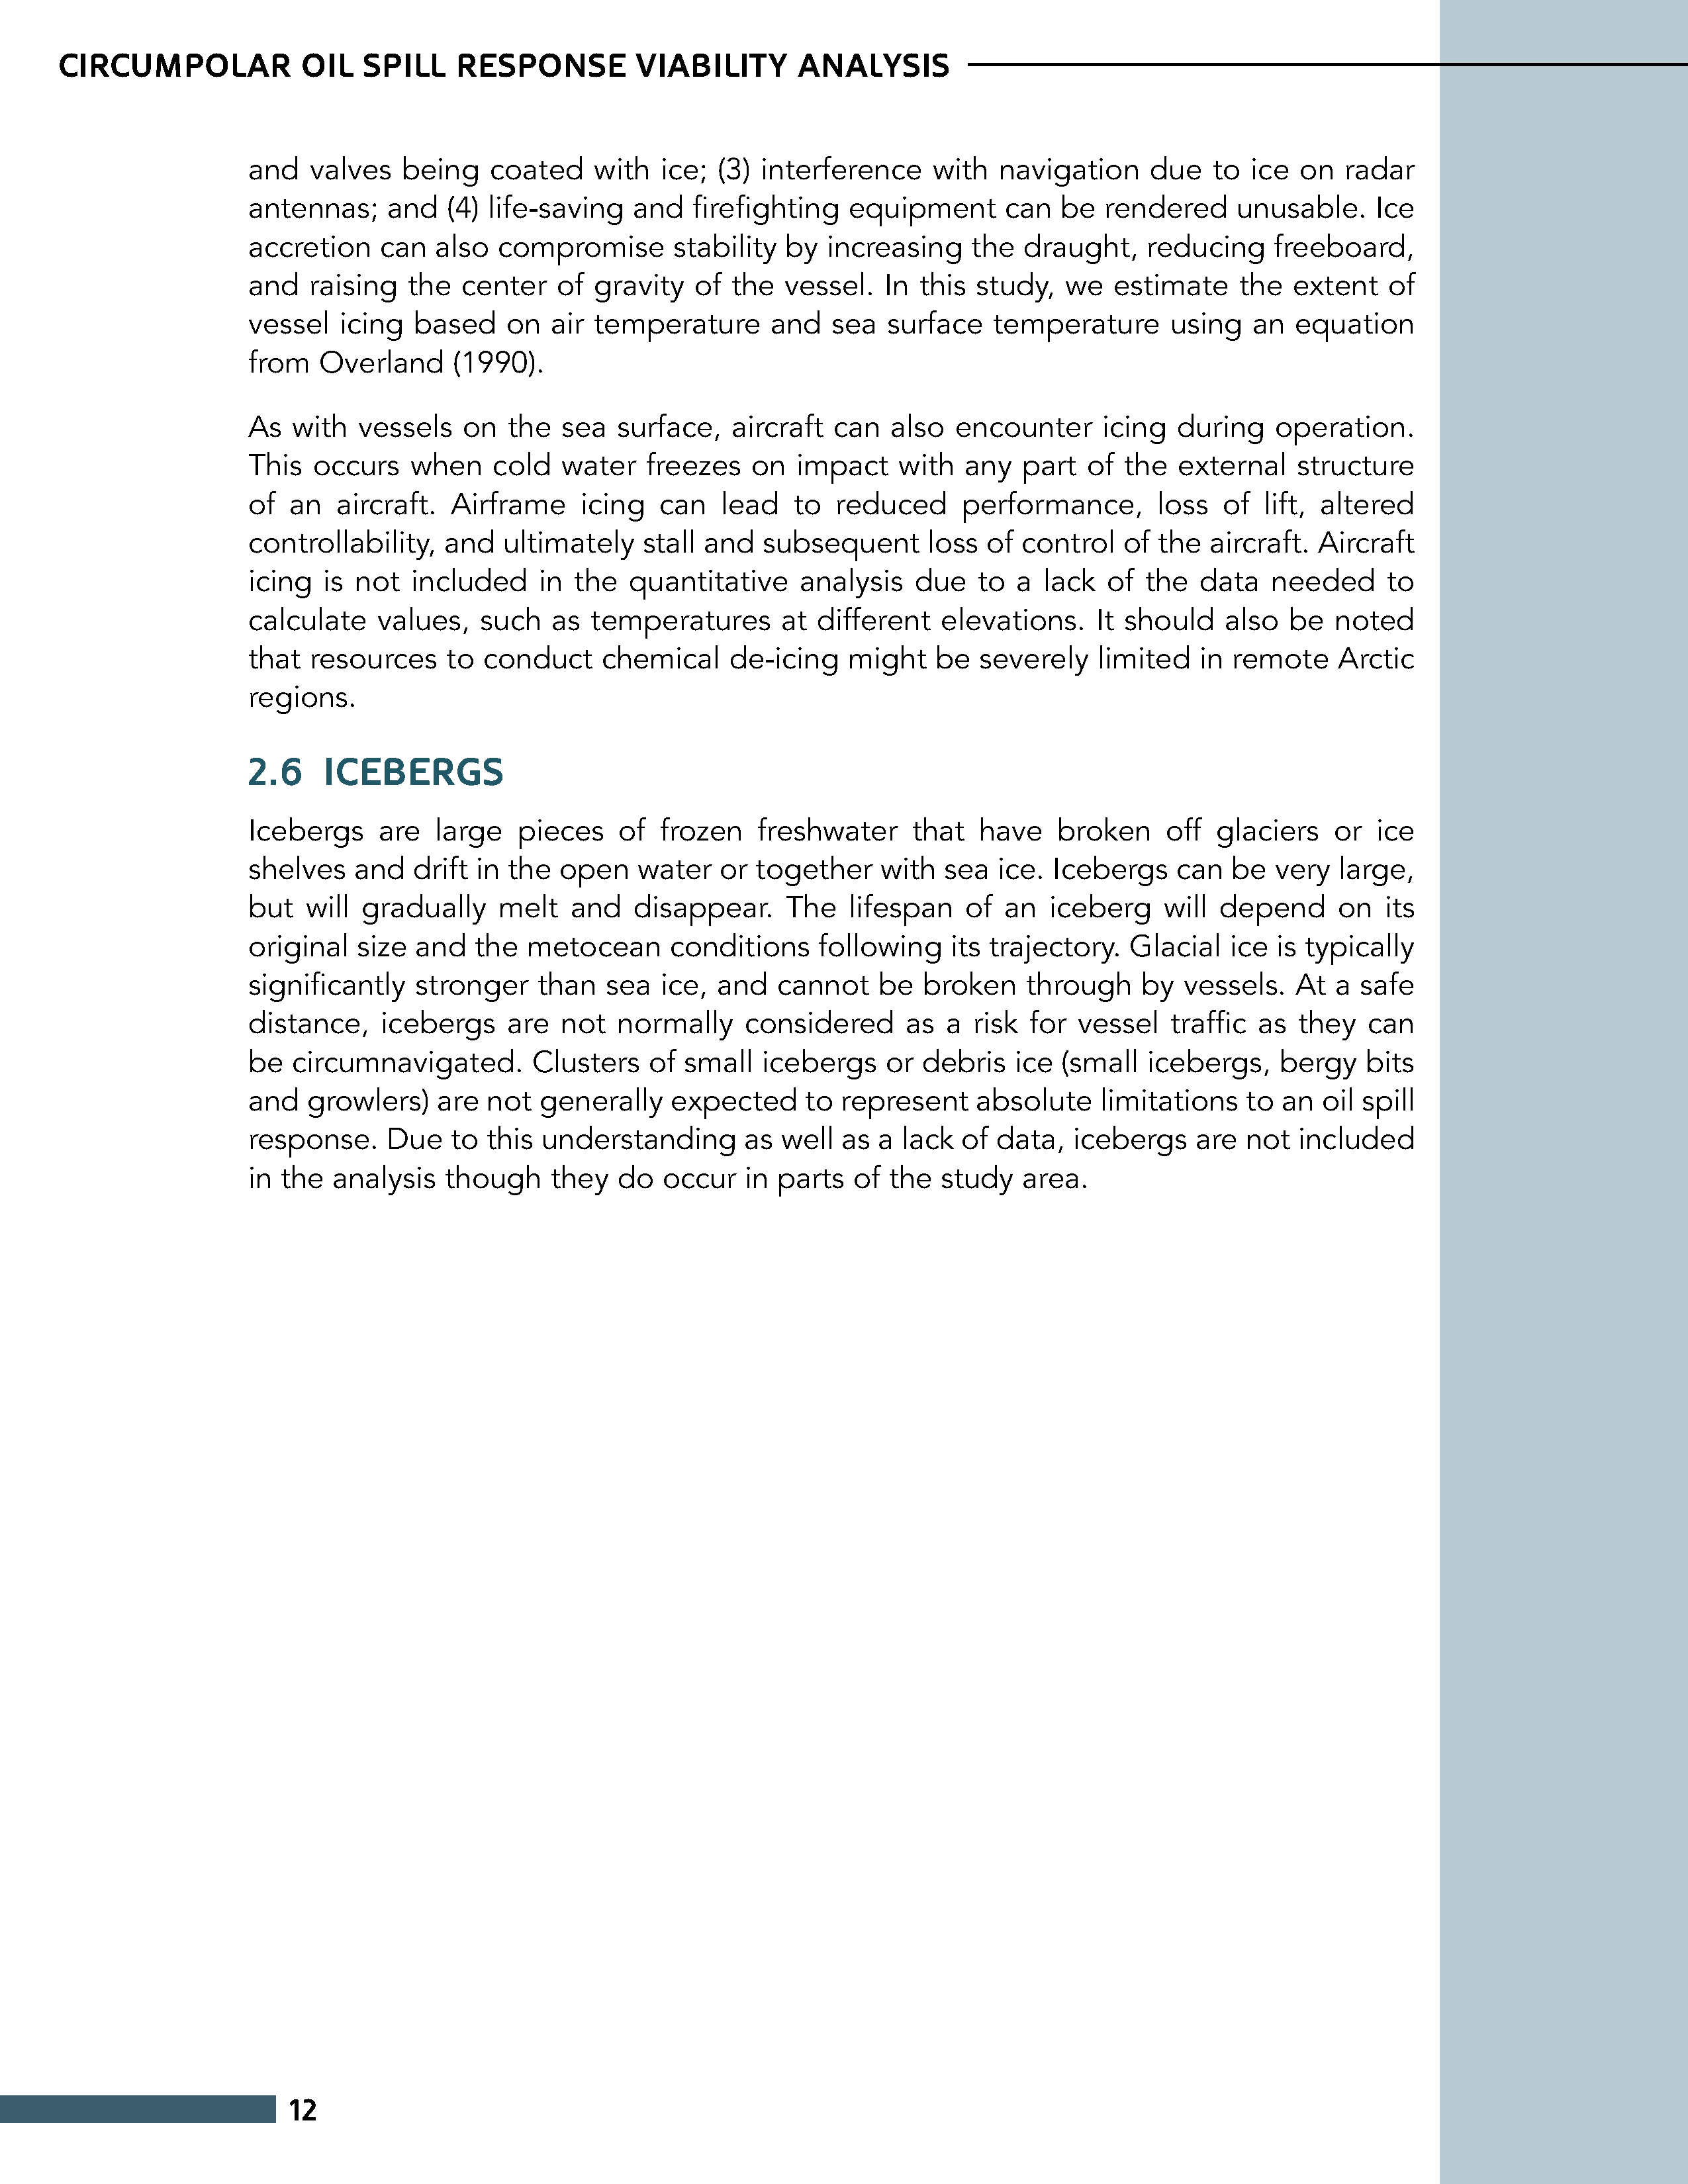 CIRCUMPOLAR OIL SPILL RESPONSE VIABILITY ANALYSIS
and valves being coated with ice; (3) interference with navigation due to ice on radar
antennas; and (4) life-saving and firefighting equipment can be rendered unusable. Ice
accretion can also compromise stability by increasing the draught, reducing freeboard,
and raising the center of gravity of the vessel. In this study, we estimate the extent of
vessel icing based on air temperature and sea surface temperature using an equation
from Overland (1990).
As with vessels on the sea surface, aircraft can also encounter icing during operation.
This occurs when cold water freezes on impact with any part of the external structure
of an aircraft. Airframe icing can lead to reduced performance, loss of lift, altered
controllability, and ultimately stall and subsequent loss of control of the aircraft. Aircraft
icing is not included in the quantitative analysis due to a lack of the data needed to
calculate values, such as temperatures at different elevations. It should also be noted
that resources to conduct chemical de-icing might be severely limited in remote Arctic
regions.
2.6 ICEBERGS
Icebergs are large pieces of frozen freshwater that have broken off glaciers or ice
shelves and drift in the open water or together with sea ice. Icebergs can be very large,
but will gradually melt and disappear. The lifespan of an iceberg will depend on its
original size and the metocean conditions following its trajectory. Glacial ice is typically
significantly stronger than sea ice, and cannot be broken through by vessels. At a safe
distance, icebergs are not normally considered as a risk for vessel traffic as they can
be circumnavigated. Clusters of small icebergs or debris ice (small icebergs, bergy bits
and growlers) are not generally expected to represent absolute limitations to an oil spill
response. Due to this understanding as well as a lack of data, icebergs are not included
in the analysis though they do occur in parts of the study area.
12